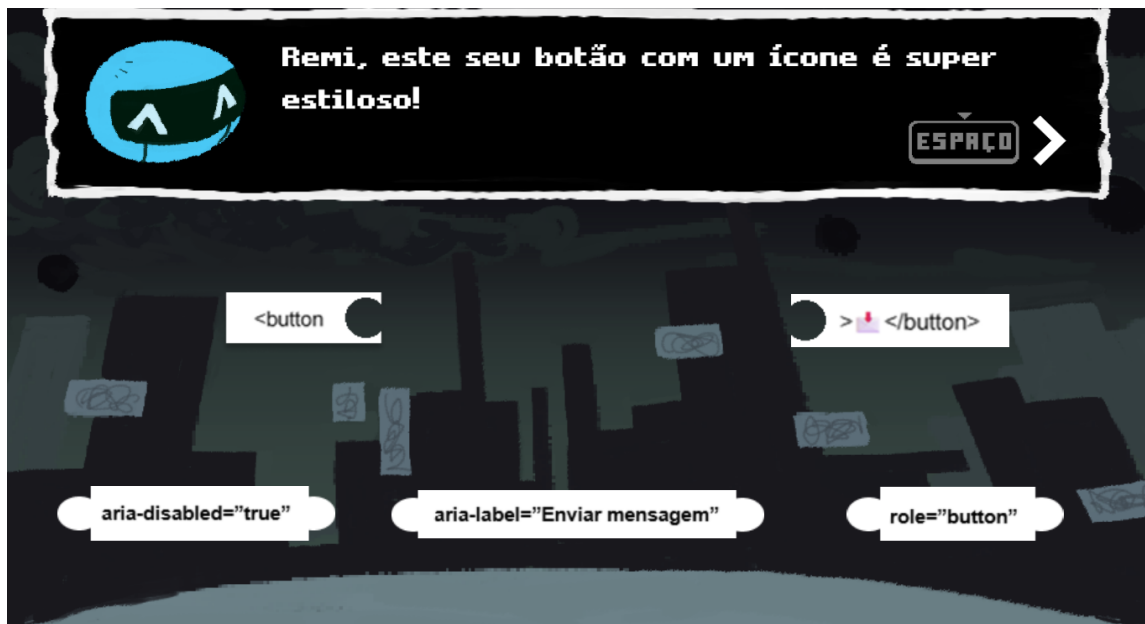 Remi, este seu botão com um ícone é super
estiloso!
ESPAÇO
<button
>📩 </button>
aria-disabled=”true”
aria-label=”Enviar mensagem”
role=”button”